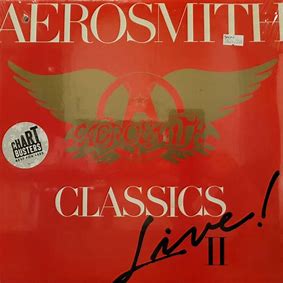 AEROSMITH
AEROSMITH
CHART
BUSTERS
CLASSICS
Live!
II